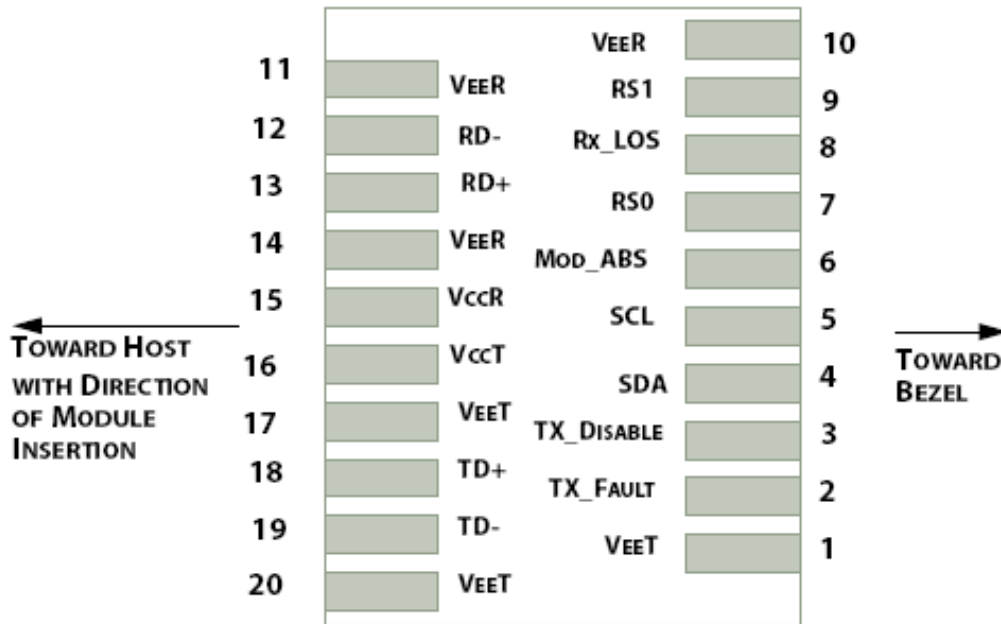 VEER 10
11 VEER
RS1 9
12 RD-
Rx_LOS 8
13 RD+
RS0 7
14 VEER
MOD_ABS 6
15 VCCR
SCL 5
16 VCCT
SDA 4
17 VEET
TX_DISABLE 3
18 TD+
TX_FAULT 2
19 TD-
VEET 1
20 VEET
TOWARD HOST
WITH DIRECTION
OF MODULE
INSERTION
TOWARD
BEZEL